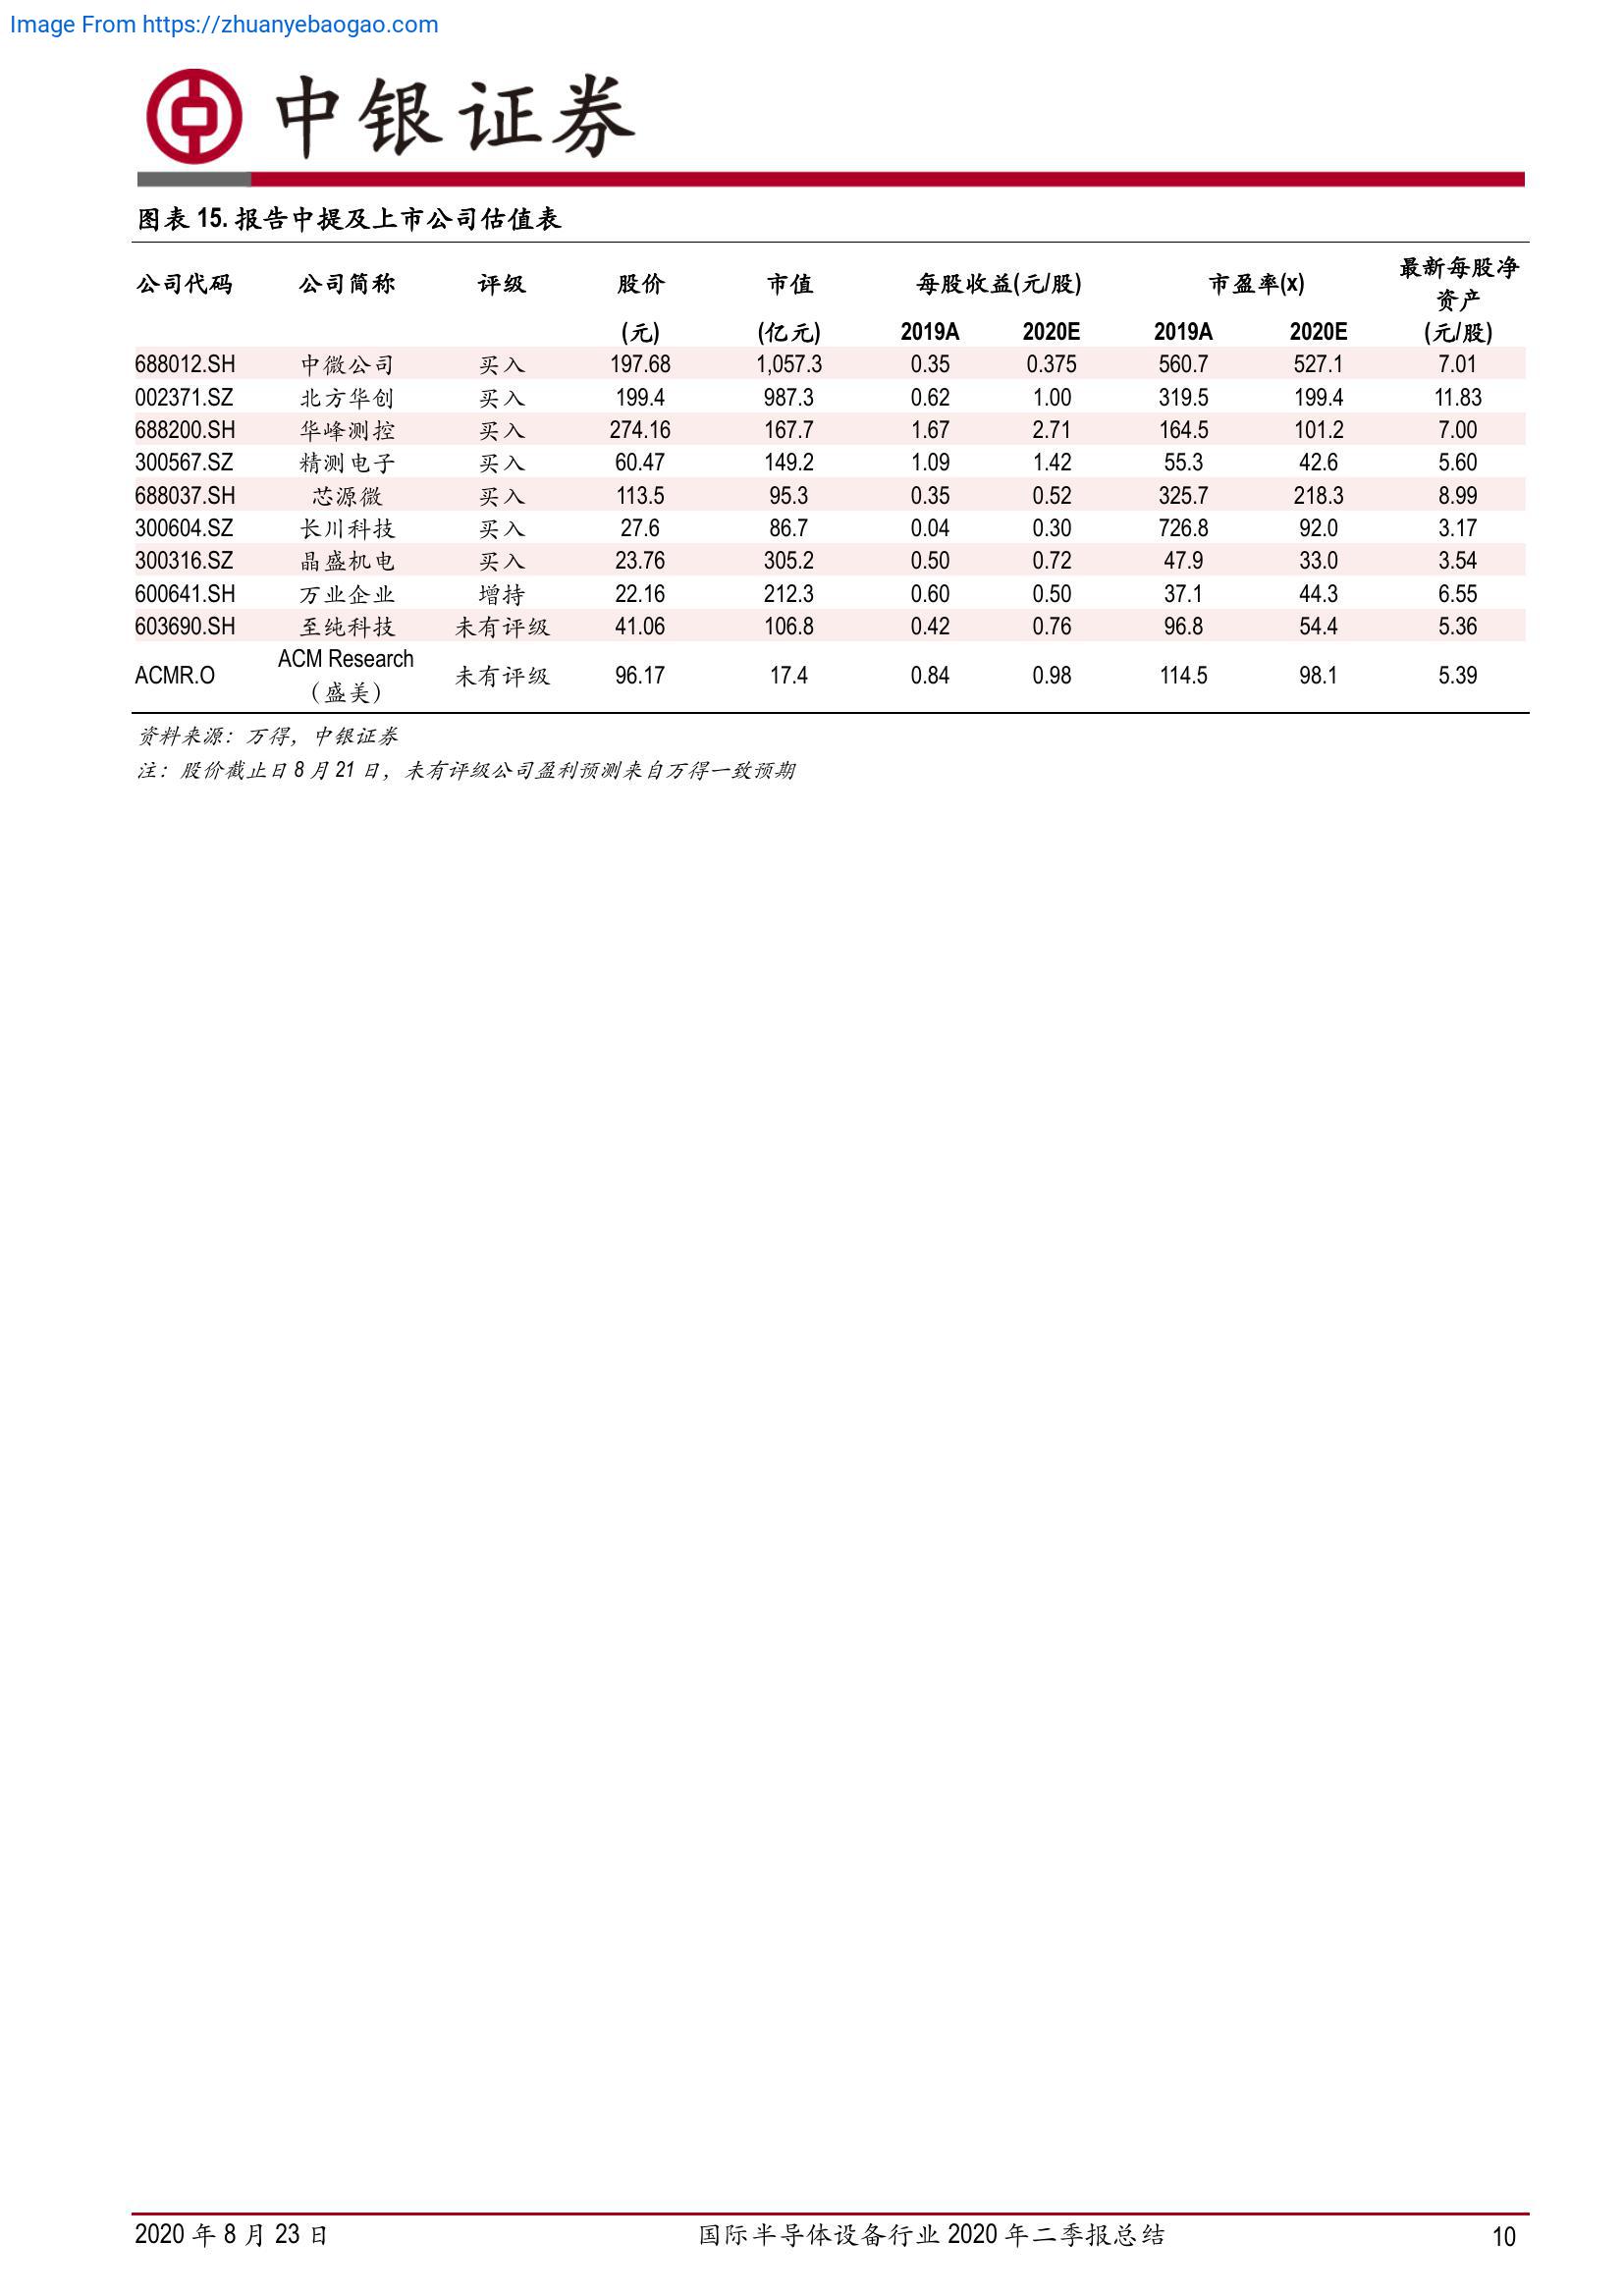 Image From https://zhuanyebaogao.com
中银证券
图表 15. 报告中提及上市公司估值表
公司代码 公司简称 评级 股价 市值 每股收益(元/股) 市盈率(x) 最新每股净资产
(元) (亿元) 2019A 2020E 2019A 2020E (元/股)
688012.SH 中微公司 买入 197.68 1,057.3 0.35 0.375 560.7 527.1 7.01
002371.SZ 北方华创 买入 199.4 987.3 0.62 1.00 319.5 199.4 11.83
688200.SH 华峰测控 买入 274.16 167.7 1.67 2.71 164.5 101.2 7.00
300567.SZ 精测电子 买入 60.47 149.2 1.09 1.42 55.3 42.6 5.60
688037.SH 芯源微 买入 113.5 95.3 0.35 0.52 325.7 218.3 8.99
300604.SZ 长川科技 买入 27.6 86.7 0.04 0.30 726.8 92.0 3.17
300316.SZ 晶盛机电 买入 23.76 305.2 0.50 0.72 47.9 33.0 3.54
600641.SH 万业企业 增持 22.16 212.3 0.60 0.50 37.1 44.3 6.55
603690.SH 至纯科技 未有评级 41.06 106.8 0.42 0.76 96.8 54.4 5.36
ACMR.O ACM Research（盛美） 未有评级 96.17 17.4 0.84 0.98 114.5 98.1 5.39
资料来源：万得，中银证券
注：股价截止日 8 月 21 日，未有评级公司盈利预测来自万得一致预期
2020 年 8 月 23 日 国际半导体设备行业 2020 年二季报总结 10